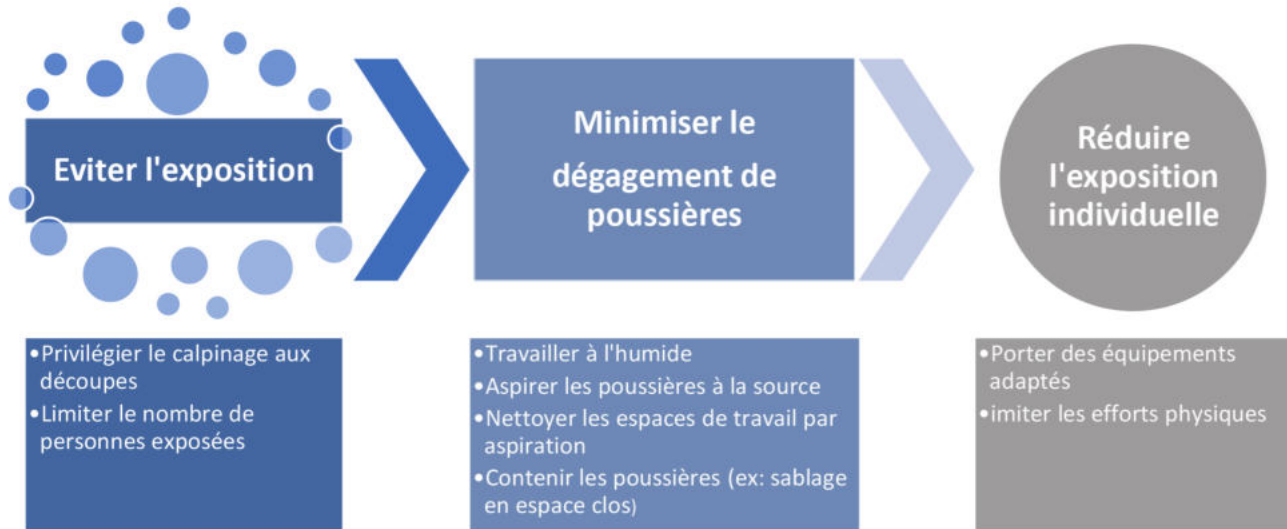 Eviter l'exposition
•Privilégier le calpinage aux
découpes
•Limiter le nombre de
personnes exposées
Minimiser le
dégagement de
poussières
•Travailler à l'humide
•Aspirer les poussières à la source
•Nettoyer les espaces de travail par
aspiration
•Contenir les poussières (ex: sablage
en espace clos)
Réduire
l'exposition
individuelle
•Porter des équipements
adaptés
•imiter les efforts physiques